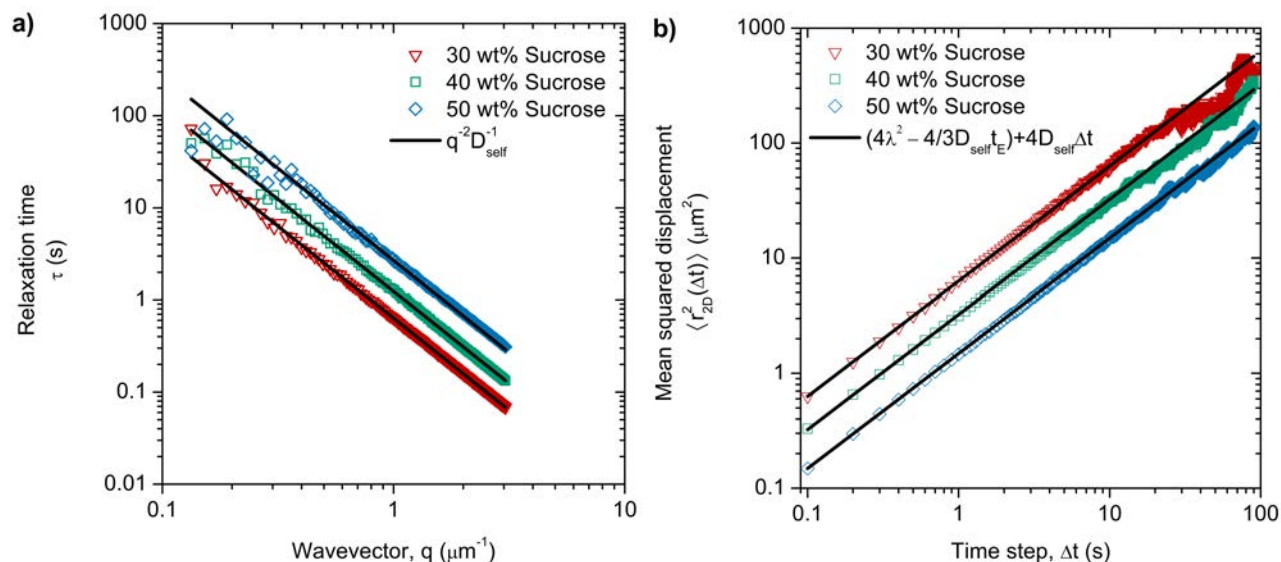 a)
1000
100
10
1
0.1
0.01
0.1
1
10
Relaxation time
τ (s)
Wavevector, q (μm⁻¹)
30 wt% Sucrose
40 wt% Sucrose
50 wt% Sucrose
q⁻²D⁻¹self
b)
1000
100
10
1
0.1
0.1
1
10
100
Mean squared displacement
⟨r²2D(Δt)⟩ (μm²)
Time step, Δt (s)
30 wt% Sucrose
40 wt% Sucrose
50 wt% Sucrose
(4λ² – 4/3DselftE)+4DselfΔt